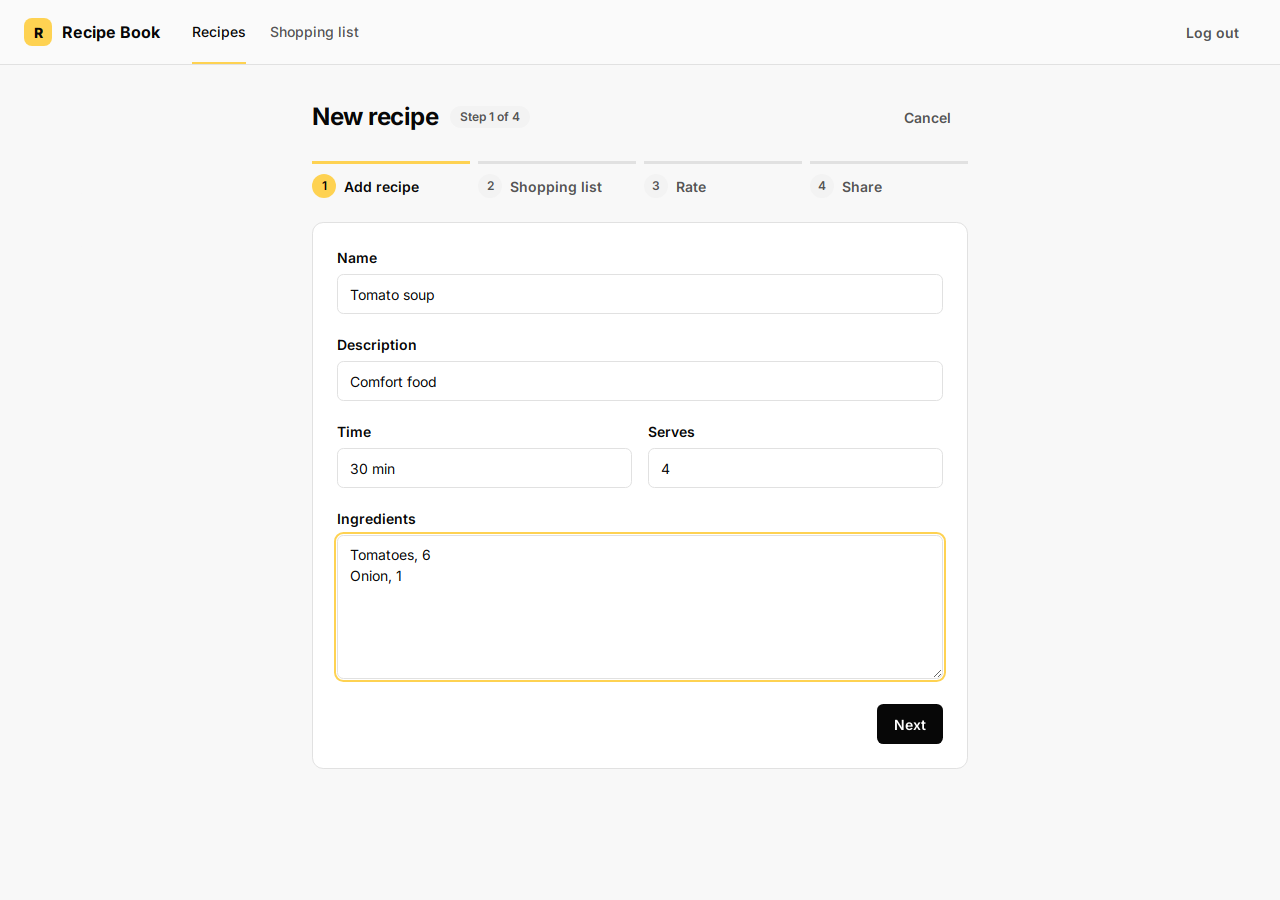 R Recipe Book Recipes Shopping list Log out
New recipe Step 1 of 4 Cancel
1 Add recipe 2 Shopping list 3 Rate 4 Share
Name
Tomato soup
Description
Comfort food
Time Serves
30 min 4
Ingredients
Tomatoes, 6
Onion, 1
Next